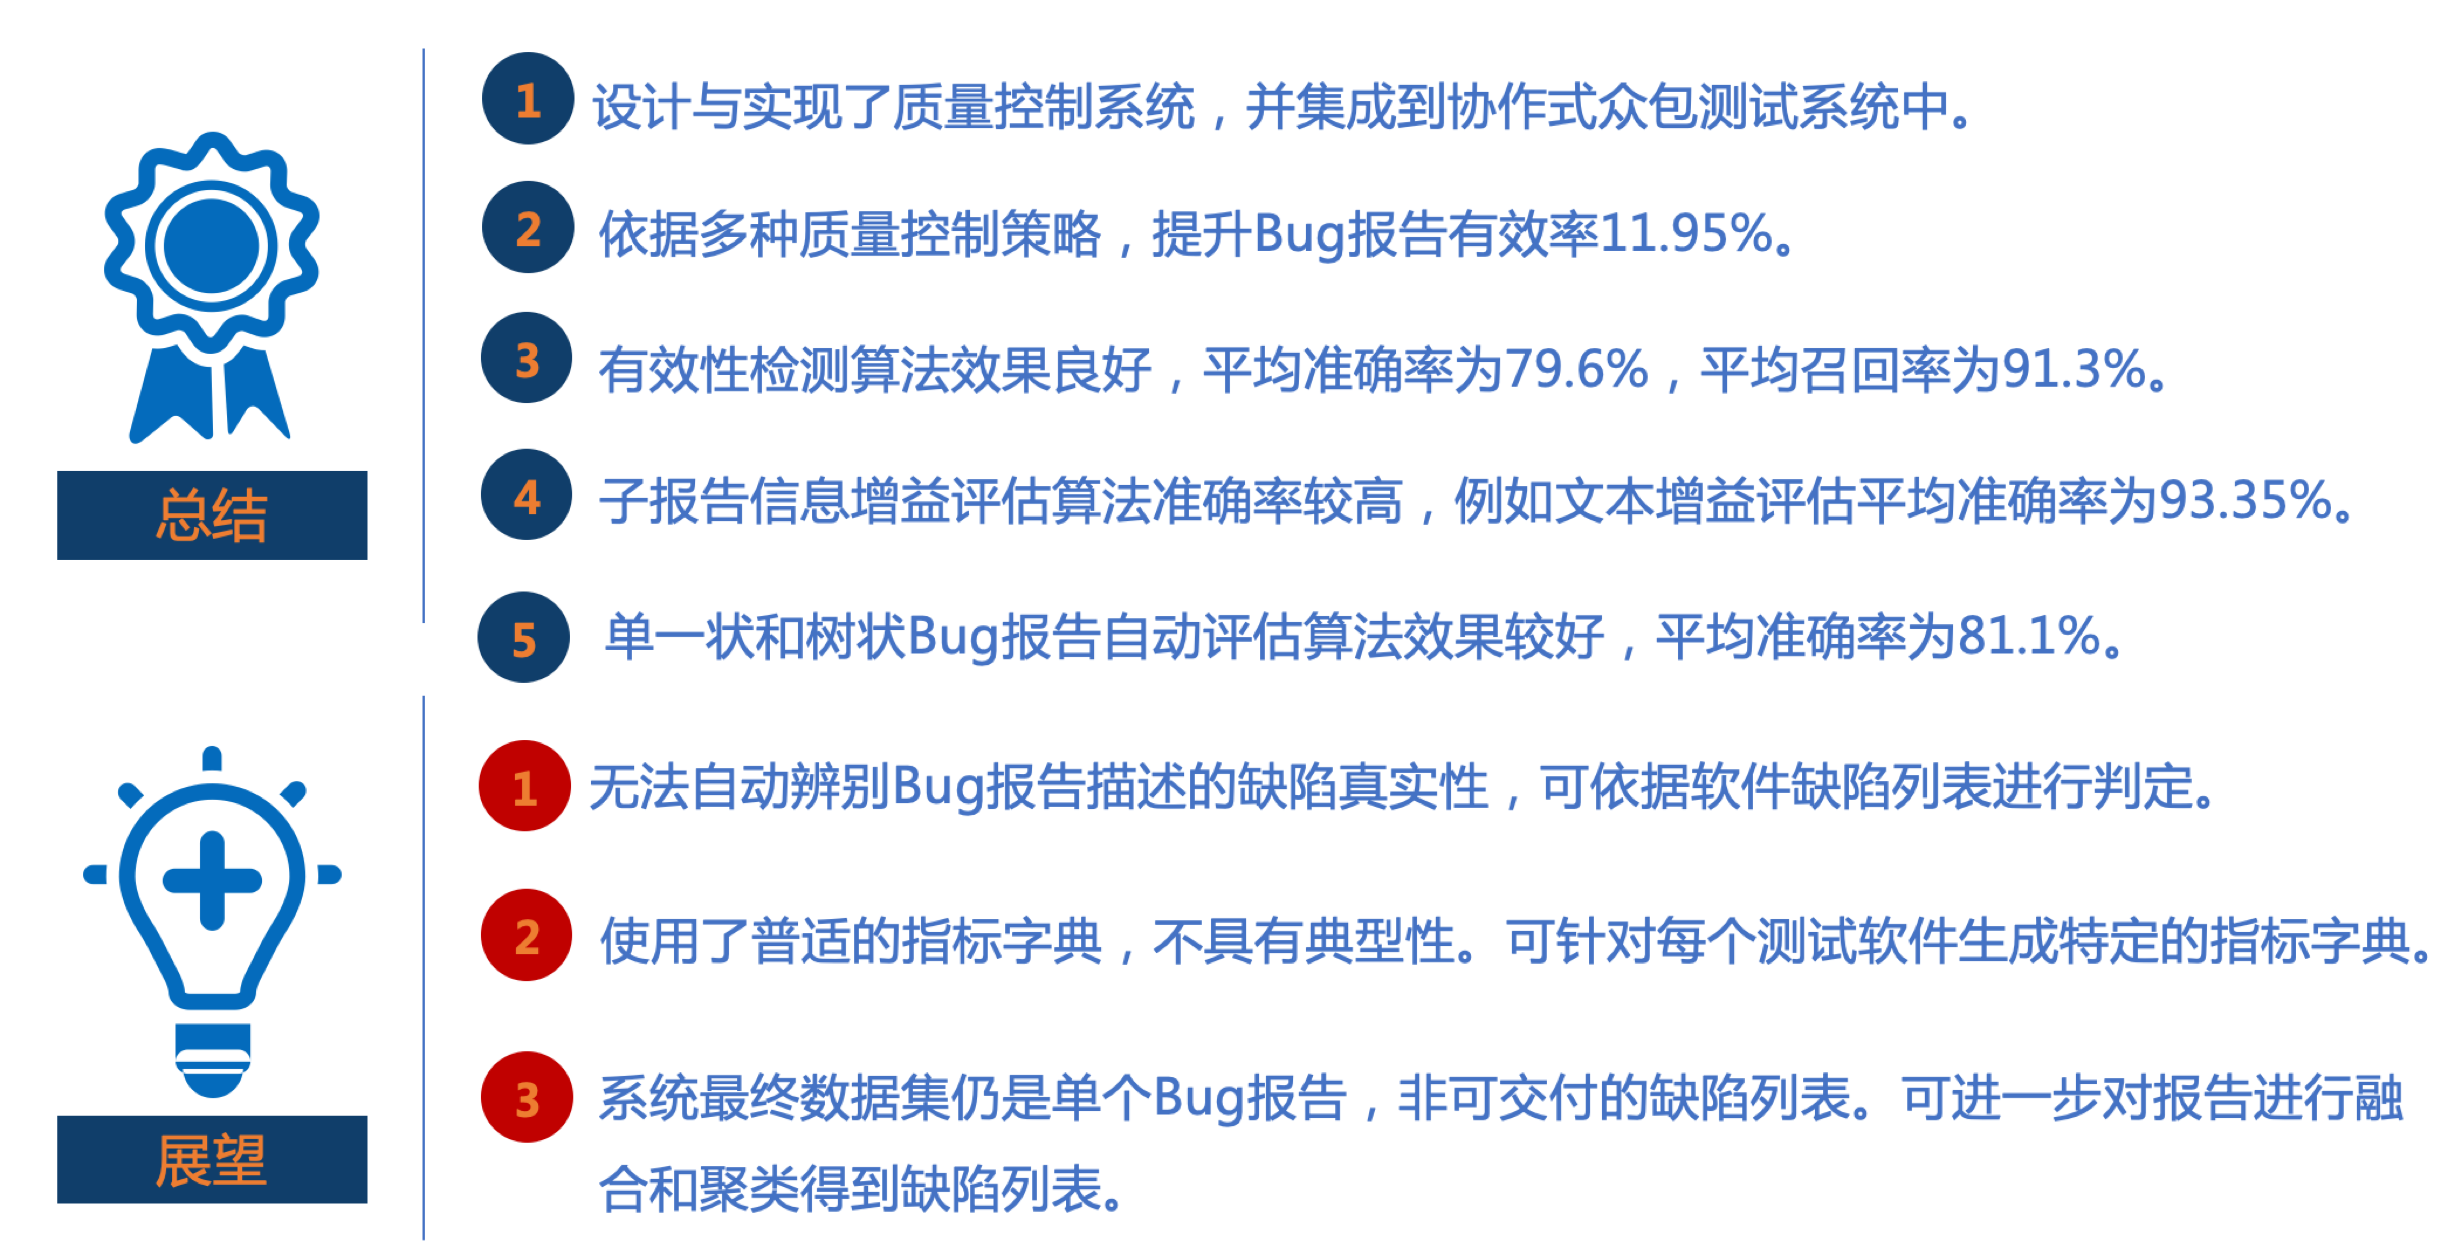 总结
1 设计与实现了质量控制系统，并集成到协作式众包测试系统中。
2 依据多种质量控制策略，提升Bug报告有效率11.95%。
3 有效性检测算法效果良好，平均准确率为79.6%，平均召回率为91.3%。
4 子报告信息增益评估算法准确率较高，例如文本增益评估平均准确率为93.35%。
5 单一状和树状Bug报告自动评估算法效果较好，平均准确率为81.1%。
展望
1 无法自动辨别Bug报告描述的缺陷真实性，可依据软件缺陷列表进行判定。
2 使用了普适的指标字典，不具有典型性。可针对每个测试软件生成特定的指标字典。
3 系统最终数据集仍是单个Bug报告，非可交付的缺陷列表。可进一步对报告进行融
合和聚类得到缺陷列表。